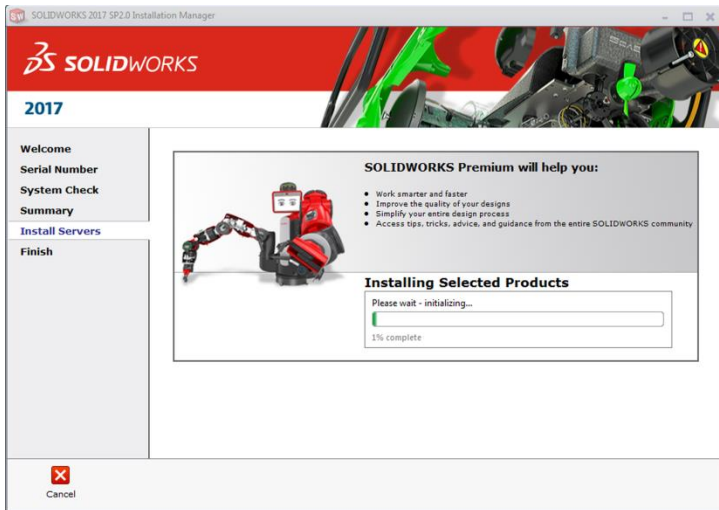 SOLIDWORKS 2017 SP2.0 Installation Manager
SOLIDWORKS
2017
Welcome
Serial Number
System Check
Summary
Install Servers
Finish
SOLIDWORKS Premium will help you:
Work smarter and faster
Improve the quality of your designs
Simplify your entire design process
Access tips, tricks, advice, and guidance from the entire SOLIDWORKS community
Installing Selected Products
Please wait - initializing...
1% complete
Cancel